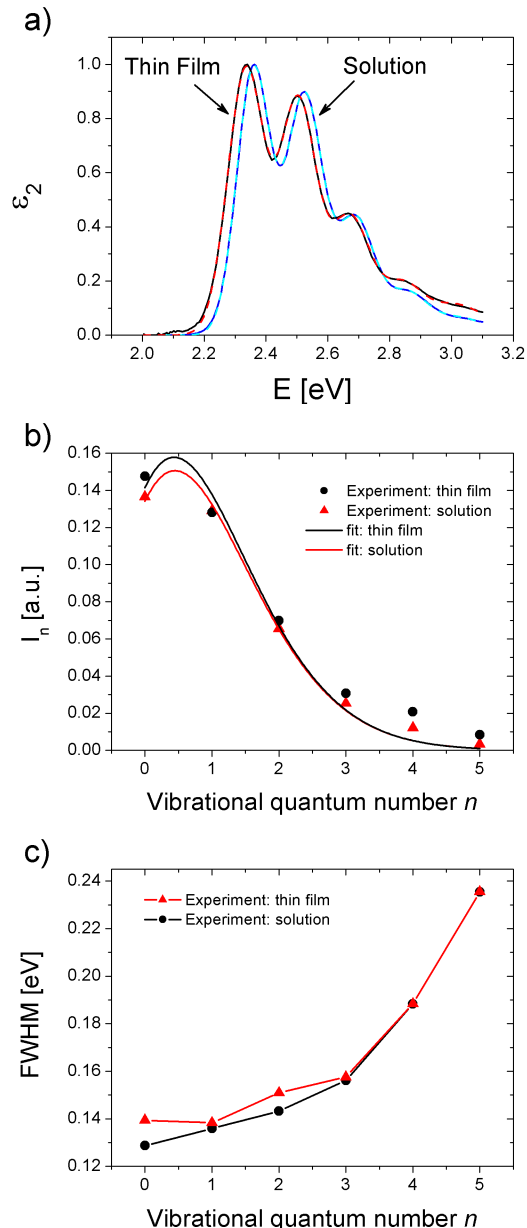 a)
Thin Film
Solution
1.0
0.8
0.6
0.4
0.2
0.0
ε2
2.0 2.2 2.4 2.6 2.8 3.0 3.2
E [eV]
b)
0.16
0.14
0.12
0.10
0.08
0.06
0.04
0.02
0.00
In [a.u.]
Experiment: thin film
Experiment: solution
fit: thin film
fit: solution
0 1 2 3 4 5
Vibrational quantum number n
c)
0.24
0.22
0.20
0.18
0.16
0.14
0.12
FWHM [eV]
Experiment: thin film
Experiment: solution
0 1 2 3 4 5
Vibrational quantum number n